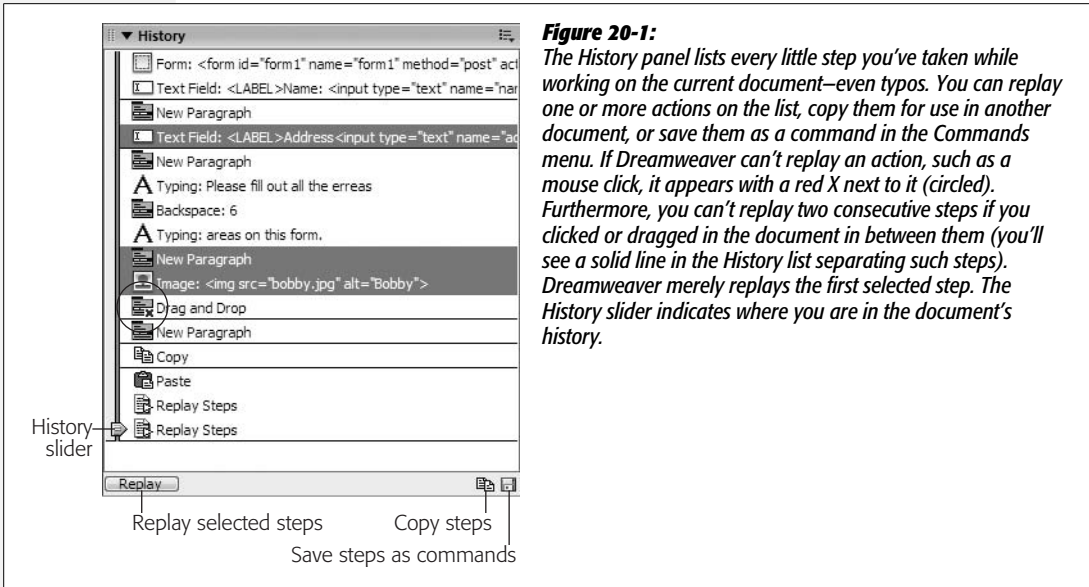 History
Form: <form id="form1" name="form1" method="post" act
Text Field: <LABEL>Name: <input type="text" name="nar
New Paragraph
Text Field: <LABEL>Address<input type="text" name="ad
New Paragraph
Typing: Please fill out all the erreas
Backspace: 6
Typing: areas on this form.
New Paragraph
Image: <img src="bobby.jpg" alt="Bobby">
Drag and Drop
New Paragraph
Copy
Paste
Replay Steps
Replay Steps
History
slider
Replay
Replay selected steps
Copy steps
Save steps as commands
Figure 20-1:
The History panel lists every little step you’ve taken while
working on the current document—even typos. You can replay
one or more actions on the list, copy them for use in another
document, or save them as a command in the Commands
menu. If Dreamweaver can’t replay an action, such as a
mouse click, it appears with a red X next to it (circled).
Furthermore, you can’t replay two consecutive steps if you
clicked or dragged in the document in between them (you’ll
see a solid line in the History list separating such steps).
Dreamweaver merely replays the first selected step. The
History slider indicates where you are in the document’s
history.